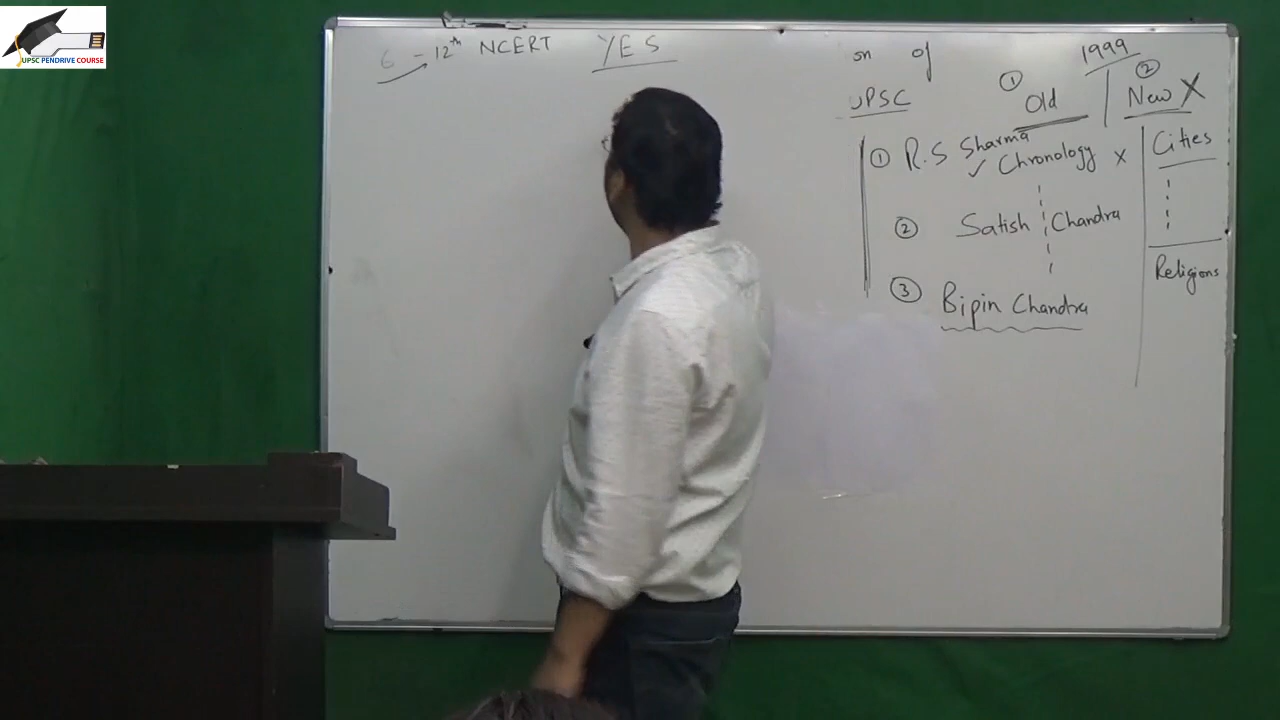 UPSC PENDRIVE COURSE
6 - 12th NCERT YES
on of 1999
UPSC ① Old ② New X
① R.S Sharma
✓ Chronology x
Cities
② Satish Chandra
Religions
③ Bipin Chandra